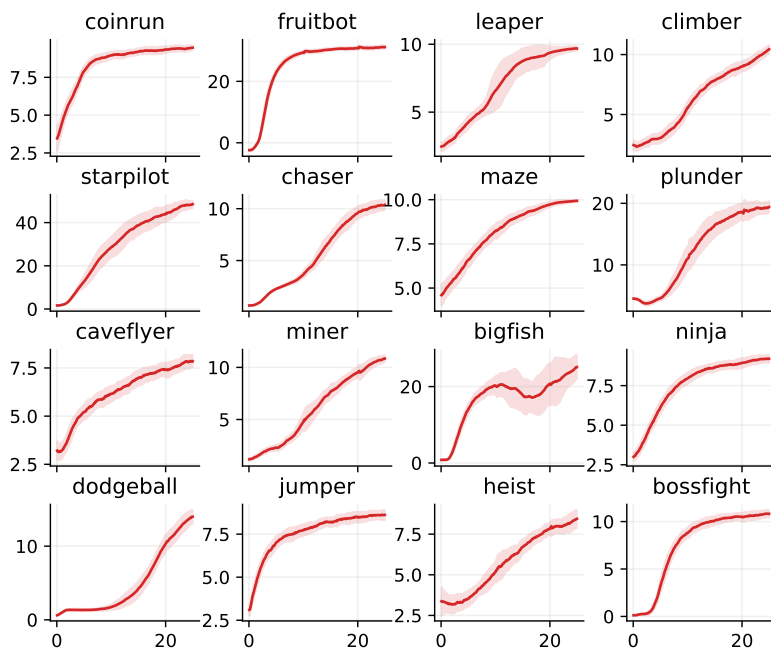 coinrun fruitbot leaper climber
7.5 5.0 2.5
20 0
10 5
5
starpilot chaser maze plunder
40 20 0
10 5
10.0 7.5 5.0
20 10
caveflyer miner bigfish ninja
7.5 5.0 2.5
10 5
20 0
7.5 5.0 2.5
dodgeball jumper heist bossfight
10 0
7.5 5.0 2.5
7.5 5.0 2.5
10 5 0
0 20 0 20 0 20 0 20